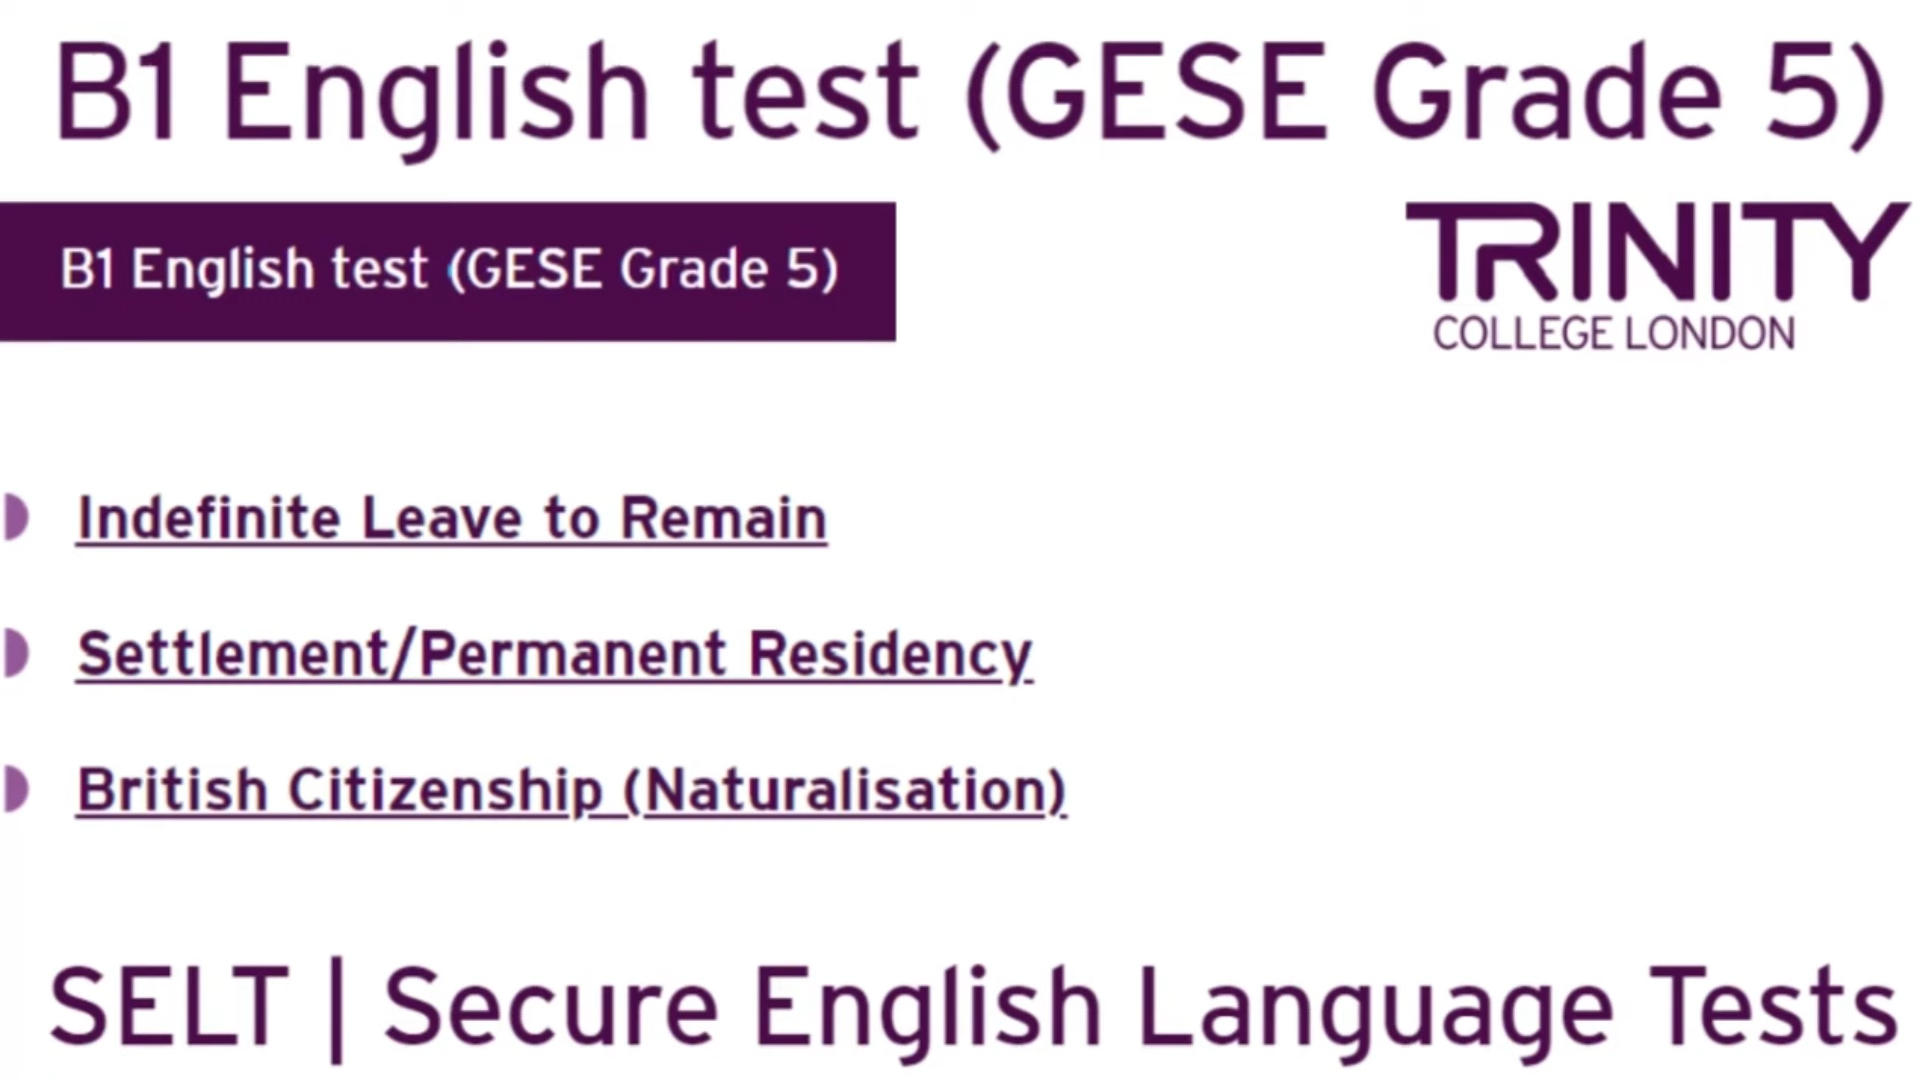 B1 English test (GESE Grade 5)
B1 English test (GESE Grade 5)
TRINITY
COLLEGE LONDON
Indefinite Leave to Remain
Settlement/Permanent Residency
British Citizenship (Naturalisation)
SELT | Secure English Language Tests